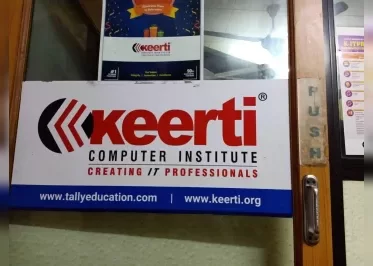 Keerti
Keerti®
COMPUTER INSTITUTE
CREATING IT PROFESSIONALS
www.tallyeducation.com | www.keerti.org
PUSH